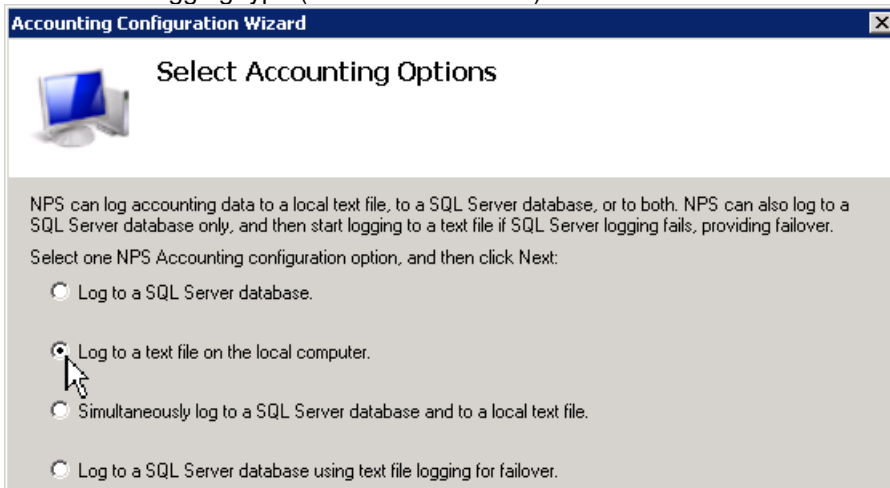 Accounting Configuration Wizard
Select Accounting Options
NPS can log accounting data to a local text file, to a SQL Server database, or to both. NPS can also log to a
SQL Server database only, and then start logging to a text file if SQL Server logging fails, providing failover.
Select one NPS Accounting configuration option, and then click Next:
Log to a SQL Server database.
Log to a text file on the local computer.
Simultaneously log to a SQL Server database and to a local text file.
Log to a SQL Server database using text file logging for failover.